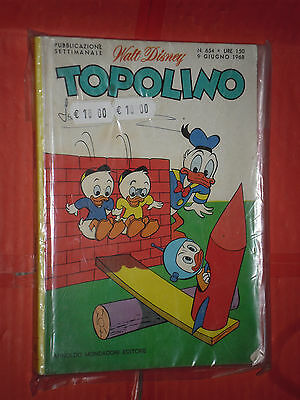 PUBBLICAZIONE
SETTIMANALE
Walt Disney
N. 654 • LIRE 150
9 GIUGNO 1968
TOPOLINO
€ 10 00 € 10 00
ARNOLDO MONDADORI EDITORE